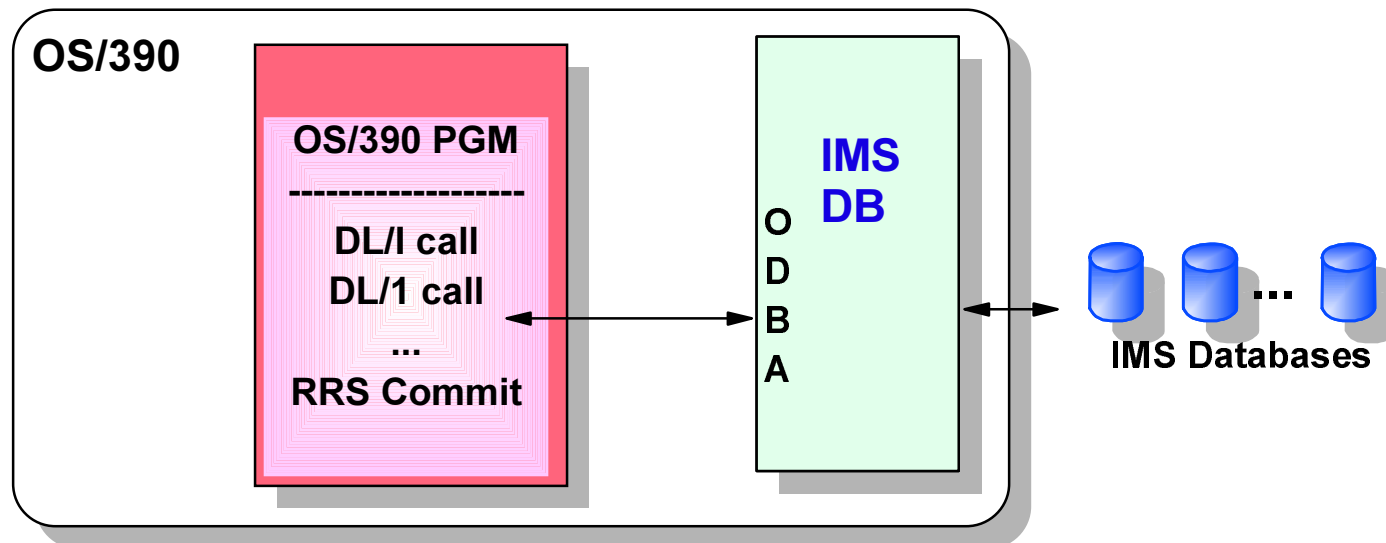 OS/390
OS/390 PGM
-------------------
DL/I call
DL/1 call
...
RRS Commit
O
D
B
A
IMS
DB
...
IMS Databases